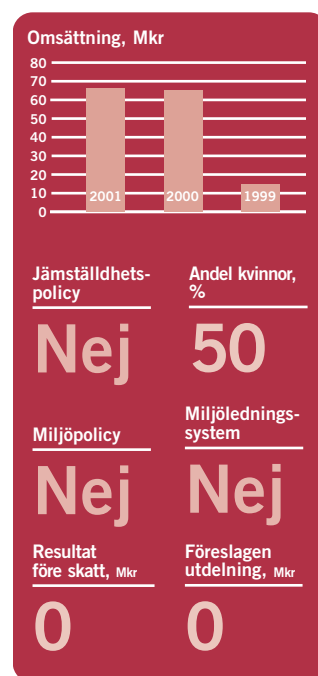 Omsättning, Mkr
80
70
60
50
40
30
20
10
0
2001
2000
1999
Jämställdhets-
policy
Nej
Andel kvinnor,
%
50
Miljöpolicy
Nej
Miljölednings-
system
Nej
Resultat
före skatt, Mkr
0
Föreslagen
utdelning, Mkr
0